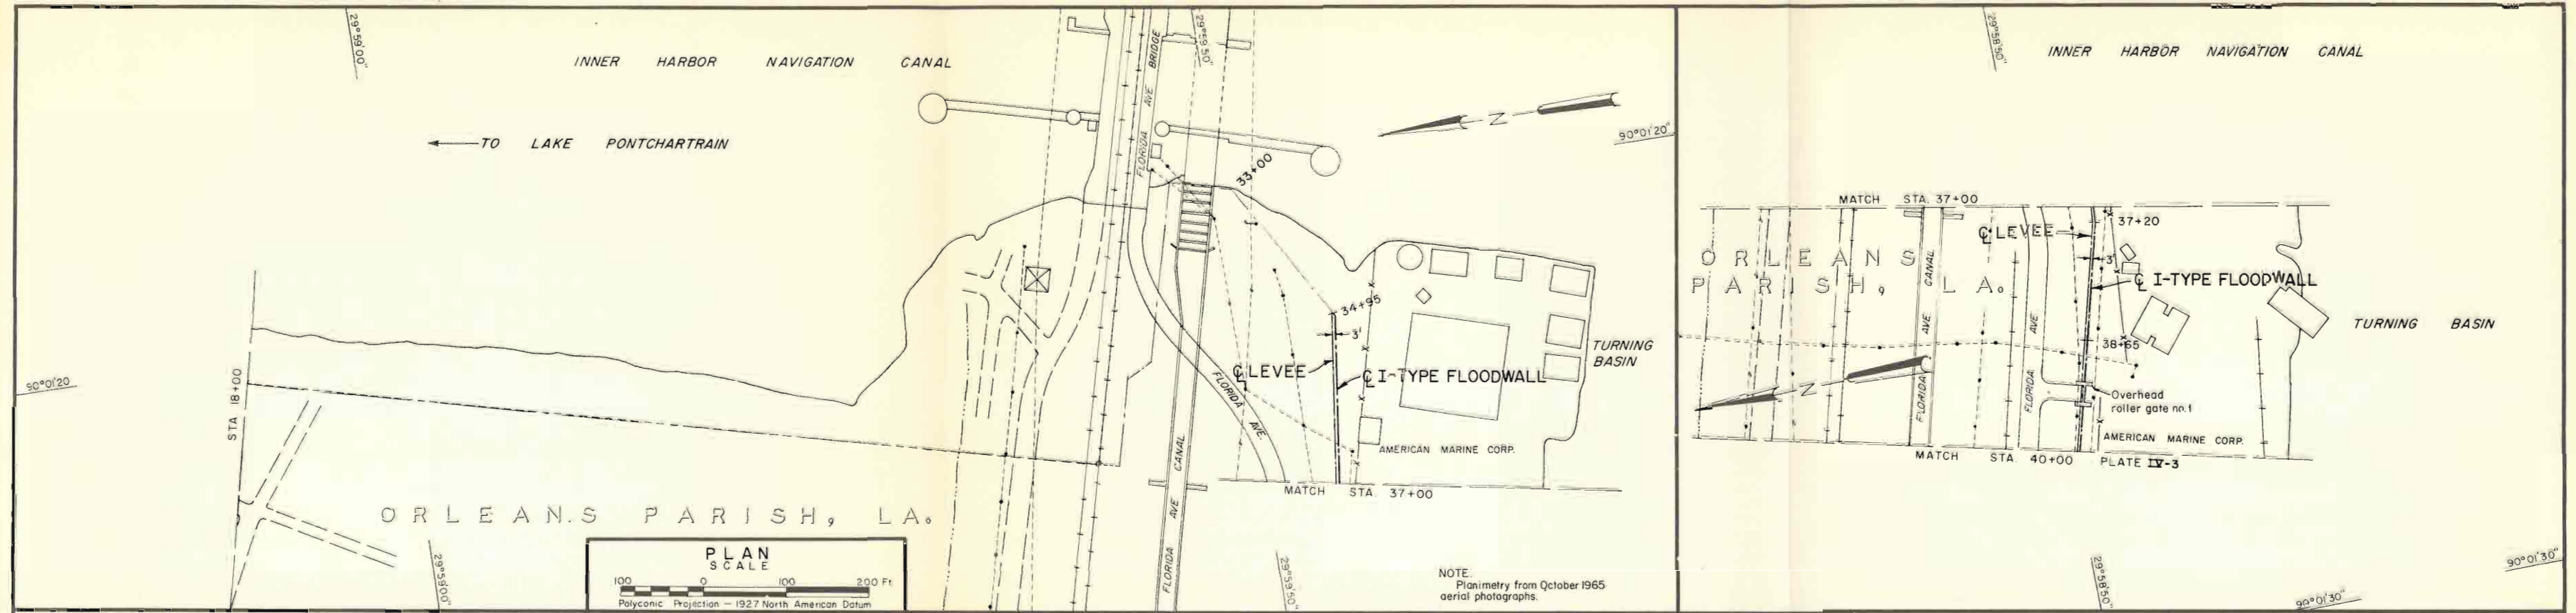 29°59'00"
INNER HARBOR NAVIGATION CANAL
TO LAKE PONTCHARTRAIN
FLORIDA AVE BRIDGE
29°59'50"
N
90°01'20"
33+00
34+95
3'
℄ LEVEE
℄ I-TYPE FLOODWALL
TURNING
BASIN
FLORIDA AVE.
AMERICAN MARINE CORP.
MATCH STA. 37+00
FLORIDA AVE CANAL
90°01'20
STA 18+00
ORLEAN.S PARISH, LA.
29°59'00"
PLAN
SCALE
100 0 100 200 Ft.
Polyconic Projection — 1927 North American Datum
29°59'50"
NOTE.
Planimetry from October 1965
aerial photographs.
29°58'50"
INNER HARBOR NAVIGATION CANAL
MATCH STA. 37+00
37+20
℄ LEVEE
3'
ORLEANS
PARISH, LA.
℄ I-TYPE FLOODWALL
TURNING BASIN
38+65
N
FLORIDA AVE CANAL
FLORIDA AVE
Overhead
roller gate no.1
AMERICAN MARINE CORP.
MATCH STA. 40+00 PLATE IV-3
29°58'50"
90°01'30"
90°01'30"